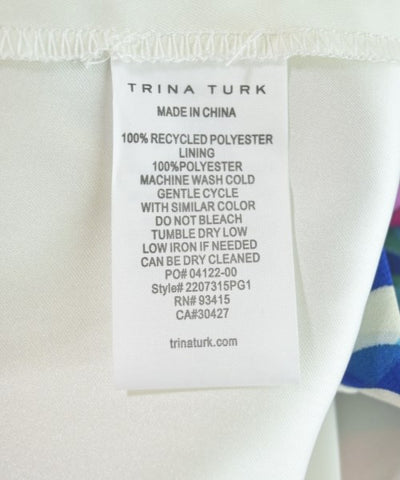 TRINA TURK
MADE IN CHINA
100% RECYCLED POLYESTER
LINING
100%POLYESTER
MACHINE WASH COLD
GENTLE CYCLE
WITH SIMILAR COLOR
DO NOT BLEACH
TUMBLE DRY LOW
LOW IRON IF NEEDED
CAN BE DRY CLEANED
PO# 04122-00
Style# 2207315PG1
RN# 93415
CA#30427
trinaturk.com